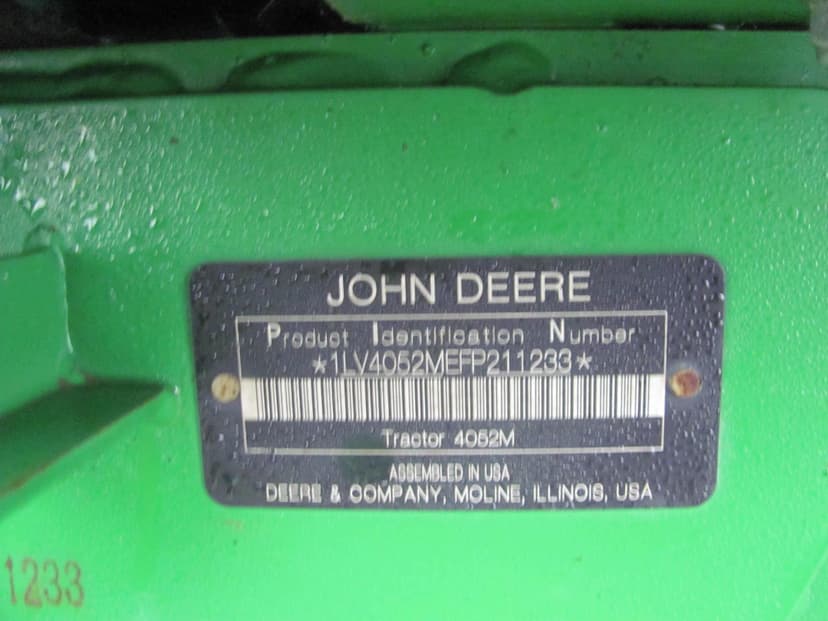 JOHN DEERE
Product Identification Number
*1LV4052MEFP211233*
Tractor 4052M
ASSEMBLED IN USA
DEERE & COMPANY, MOLINE, ILLINOIS, USA
1233